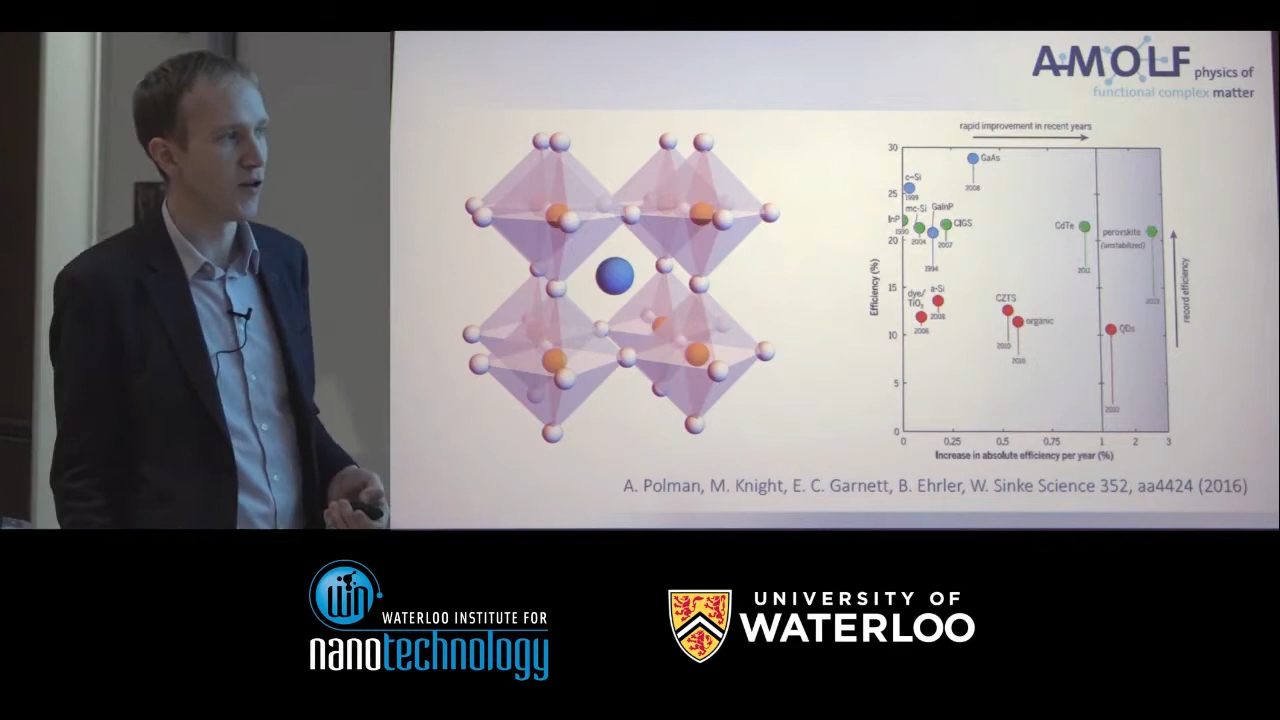 AMOLF physics of
functional complex matter
rapid improvement in recent years
30
25
20
15
10
5
0
Efficiency (%)
GaAs
2008
c-Si
1999
mc-Si
2004
GaInP
1994
InP
1990
CIGS
2007
CdTe
2011
perovskite
(unstabilized)
2013
dye/
TiO2
2006
a-Si
2008
CZTS
2010
organic
QDs
2010
0 0.25 0.5 0.75 1 2 3
Increase in absolute efficiency per year (%)
record efficiency
A. Polman, M. Knight, E. C. Garnett, B. Ehrler, W. Sinke Science 352, aa4424 (2016)
WATERLOO INSTITUTE FOR
nanotechnology
UNIVERSITY OF
WATERLOO